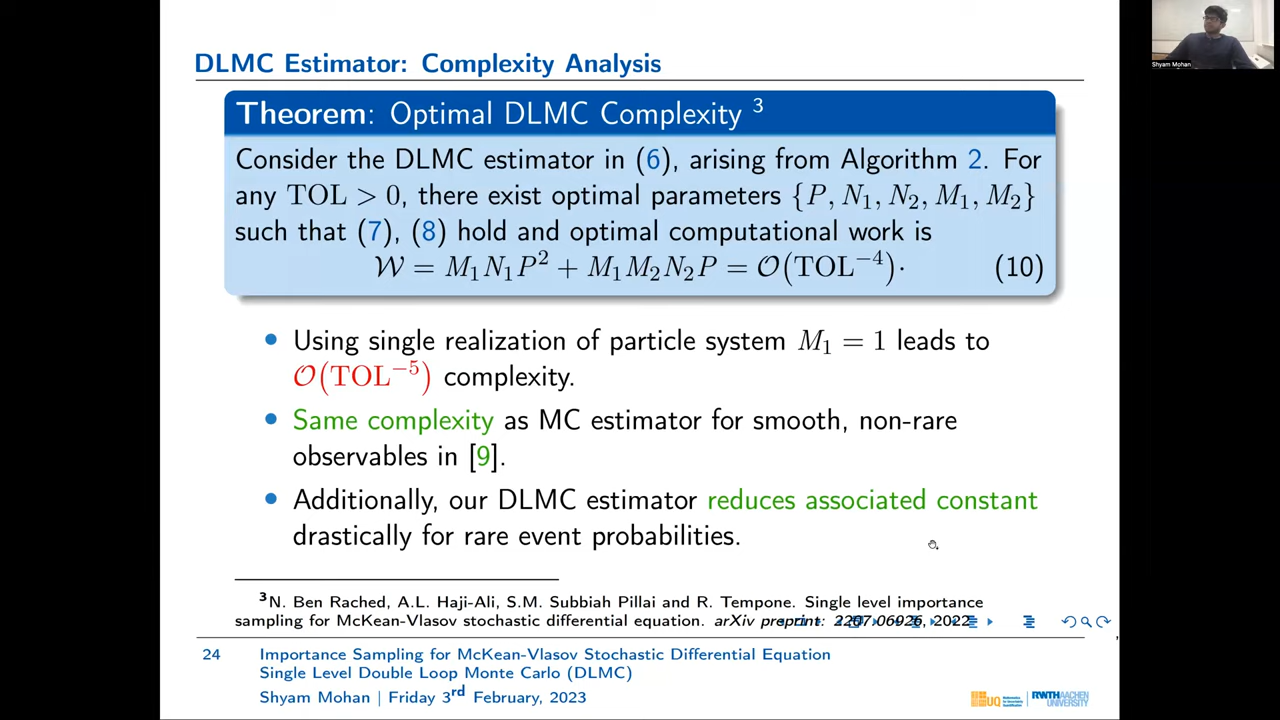 Shyam Mohan
DLMC Estimator: Complexity Analysis
Theorem: Optimal DLMC Complexity ³
Consider the DLMC estimator in (6), arising from Algorithm 2. For
any TOL > 0, there exist optimal parameters {P, N₁, N₂, M₁, M₂}
such that (7), (8) hold and optimal computational work is
𝒲 = M₁N₁P² + M₁M₂N₂P = 𝒪(TOL⁻⁴)· (10)
• Using single realization of particle system M₁ = 1 leads to
𝒪(TOL⁻⁵) complexity.
• Same complexity as MC estimator for smooth, non-rare
observables in [9].
• Additionally, our DLMC estimator reduces associated constant
drastically for rare event probabilities.
³N. Ben Rached, A.L. Haji-Ali, S.M. Subbiah Pillai and R. Tempone. Single level importance
sampling for McKean-Vlasov stochastic differential equation. arXiv preprint: 2207.06926, 2022.
24 Importance Sampling for McKean-Vlasov Stochastic Differential Equation
Single Level Double Loop Monte Carlo (DLMC)
Shyam Mohan | Friday 3rd February, 2023
UQ RWTH AACHEN
UNIVERSITY